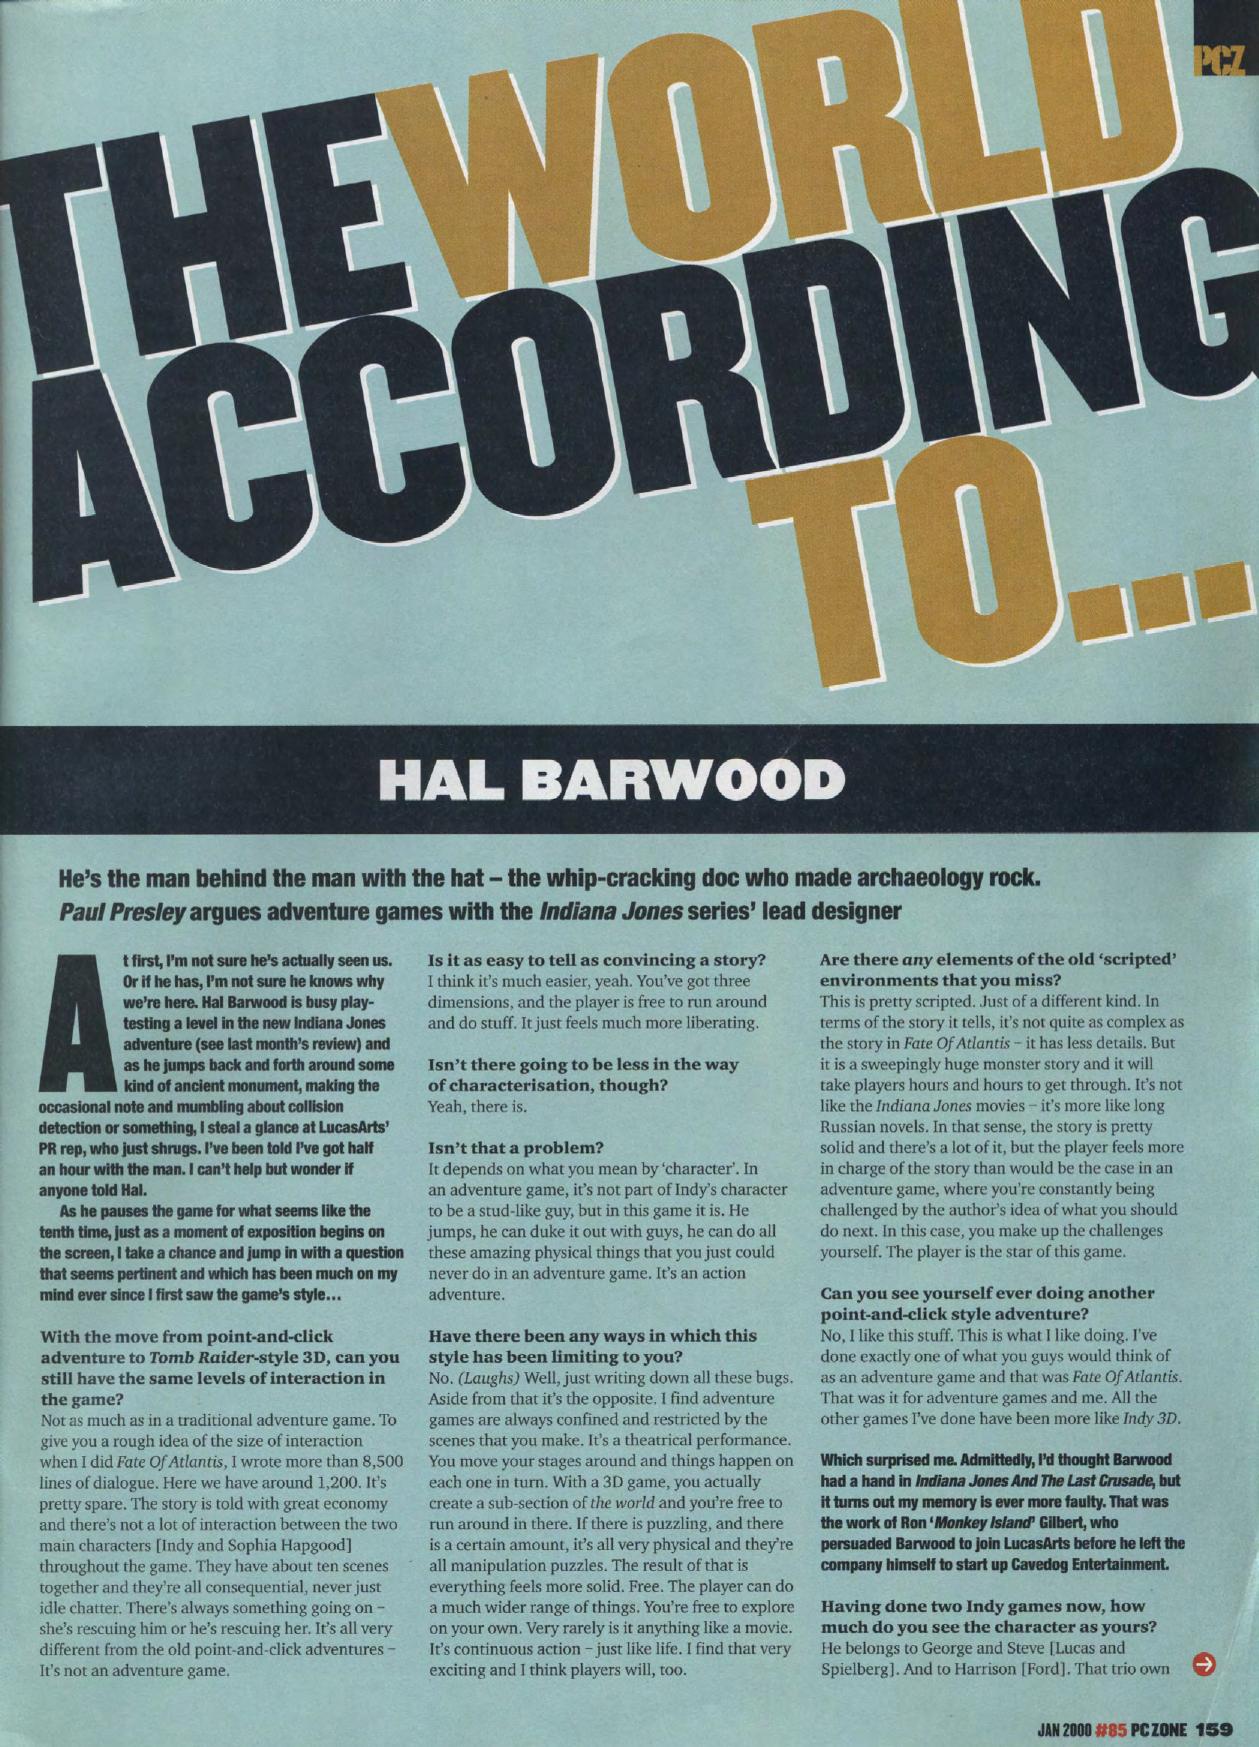 PCZ
THE WORLD
ACCORDING
TO...
HAL BARWOOD
He's the man behind the man with the hat – the whip-cracking doc who made archaeology rock.
Paul Presley argues adventure games with the Indiana Jones series' lead designer
At first, I'm not sure he's actually seen us.
Or if he has, I'm not sure he knows why
we're here. Hal Barwood is busy play-
testing a level in the new Indiana Jones
adventure (see last month's review) and
as he jumps back and forth around some
kind of ancient monument, making the
occasional note and mumbling about collision
detection or something, I steal a glance at LucasArts'
PR rep, who just shrugs. I've been told I've got half
an hour with the man. I can't help but wonder if
anyone told Hal.
As he pauses the game for what seems like the
tenth time, just as a moment of exposition begins on
the screen, I take a chance and jump in with a question
that seems pertinent and which has been much on my
mind ever since I first saw the game's style...
With the move from point-and-click
adventure to Tomb Raider-style 3D, can you
still have the same levels of interaction in
the game?
Not as much as in a traditional adventure game. To
give you a rough idea of the size of interaction
when I did Fate Of Atlantis, I wrote more than 8,500
lines of dialogue. Here we have around 1,200. It's
pretty spare. The story is told with great economy
and there's not a lot of interaction between the two
main characters [Indy and Sophia Hapgood]
throughout the game. They have about ten scenes
together and they're all consequential, never just
idle chatter. There's always something going on –
she's rescuing him or he's rescuing her. It's all very
different from the old point-and-click adventures –
It's not an adventure game.
Is it as easy to tell as convincing a story?
I think it's much easier, yeah. You've got three
dimensions, and the player is free to run around
and do stuff. It just feels much more liberating.
Isn't there going to be less in the way
of characterisation, though?
Yeah, there is.
Isn't that a problem?
It depends on what you mean by 'character'. In
an adventure game, it's not part of Indy's character
to be a stud-like guy, but in this game it is. He
jumps, he can duke it out with guys, he can do all
these amazing physical things that you just could
never do in an adventure game. It's an action
adventure.
Have there been any ways in which this
style has been limiting to you?
No. (Laughs) Well, just writing down all these bugs.
Aside from that it's the opposite. I find adventure
games are always confined and restricted by the
scenes that you make. It's a theatrical performance.
You move your stages around and things happen on
each one in turn. With a 3D game, you actually
create a sub-section of the world and you're free to
run around in there. If there is puzzling, and there
is a certain amount, it's all very physical and they're
all manipulation puzzles. The result of that is
everything feels more solid. Free. The player can do
a much wider range of things. You're free to explore
on your own. Very rarely is it anything like a movie.
It's continuous action – just like life. I find that very
exciting and I think players will, too.
Are there any elements of the old 'scripted'
environments that you miss?
This is pretty scripted. Just of a different kind. In
terms of the story it tells, it's not quite as complex as
the story in Fate Of Atlantis – it has less details. But
it is a sweepingly huge monster story and it will
take players hours and hours to get through. It's not
like the Indiana Jones movies – it's more like long
Russian novels. In that sense, the story is pretty
solid and there's a lot of it, but the player feels more
in charge of the story than would be the case in an
adventure game, where you're constantly being
challenged by the author's idea of what you should
do next. In this case, you make up the challenges
yourself. The player is the star of this game.
Can you see yourself ever doing another
point-and-click style adventure?
No, I like this stuff. This is what I like doing. I've
done exactly one of what you guys would think of
as an adventure game and that was Fate Of Atlantis.
That was it for adventure games and me. All the
other games I've done have been more like Indy 3D.
Which surprised me. Admittedly, I'd thought Barwood
had a hand in Indiana Jones And The Last Crusade, but
it turns out my memory is ever more faulty. That was
the work of Ron 'Monkey Island' Gilbert, who
persuaded Barwood to join LucasArts before he left the
company himself to start up Cavedog Entertainment.
Having done two Indy games now, how
much do you see the character as yours?
He belongs to George and Steve [Lucas and
Spielberg]. And to Harrison [Ford]. That trio own
JAN 2000 #85 PC ZONE 159